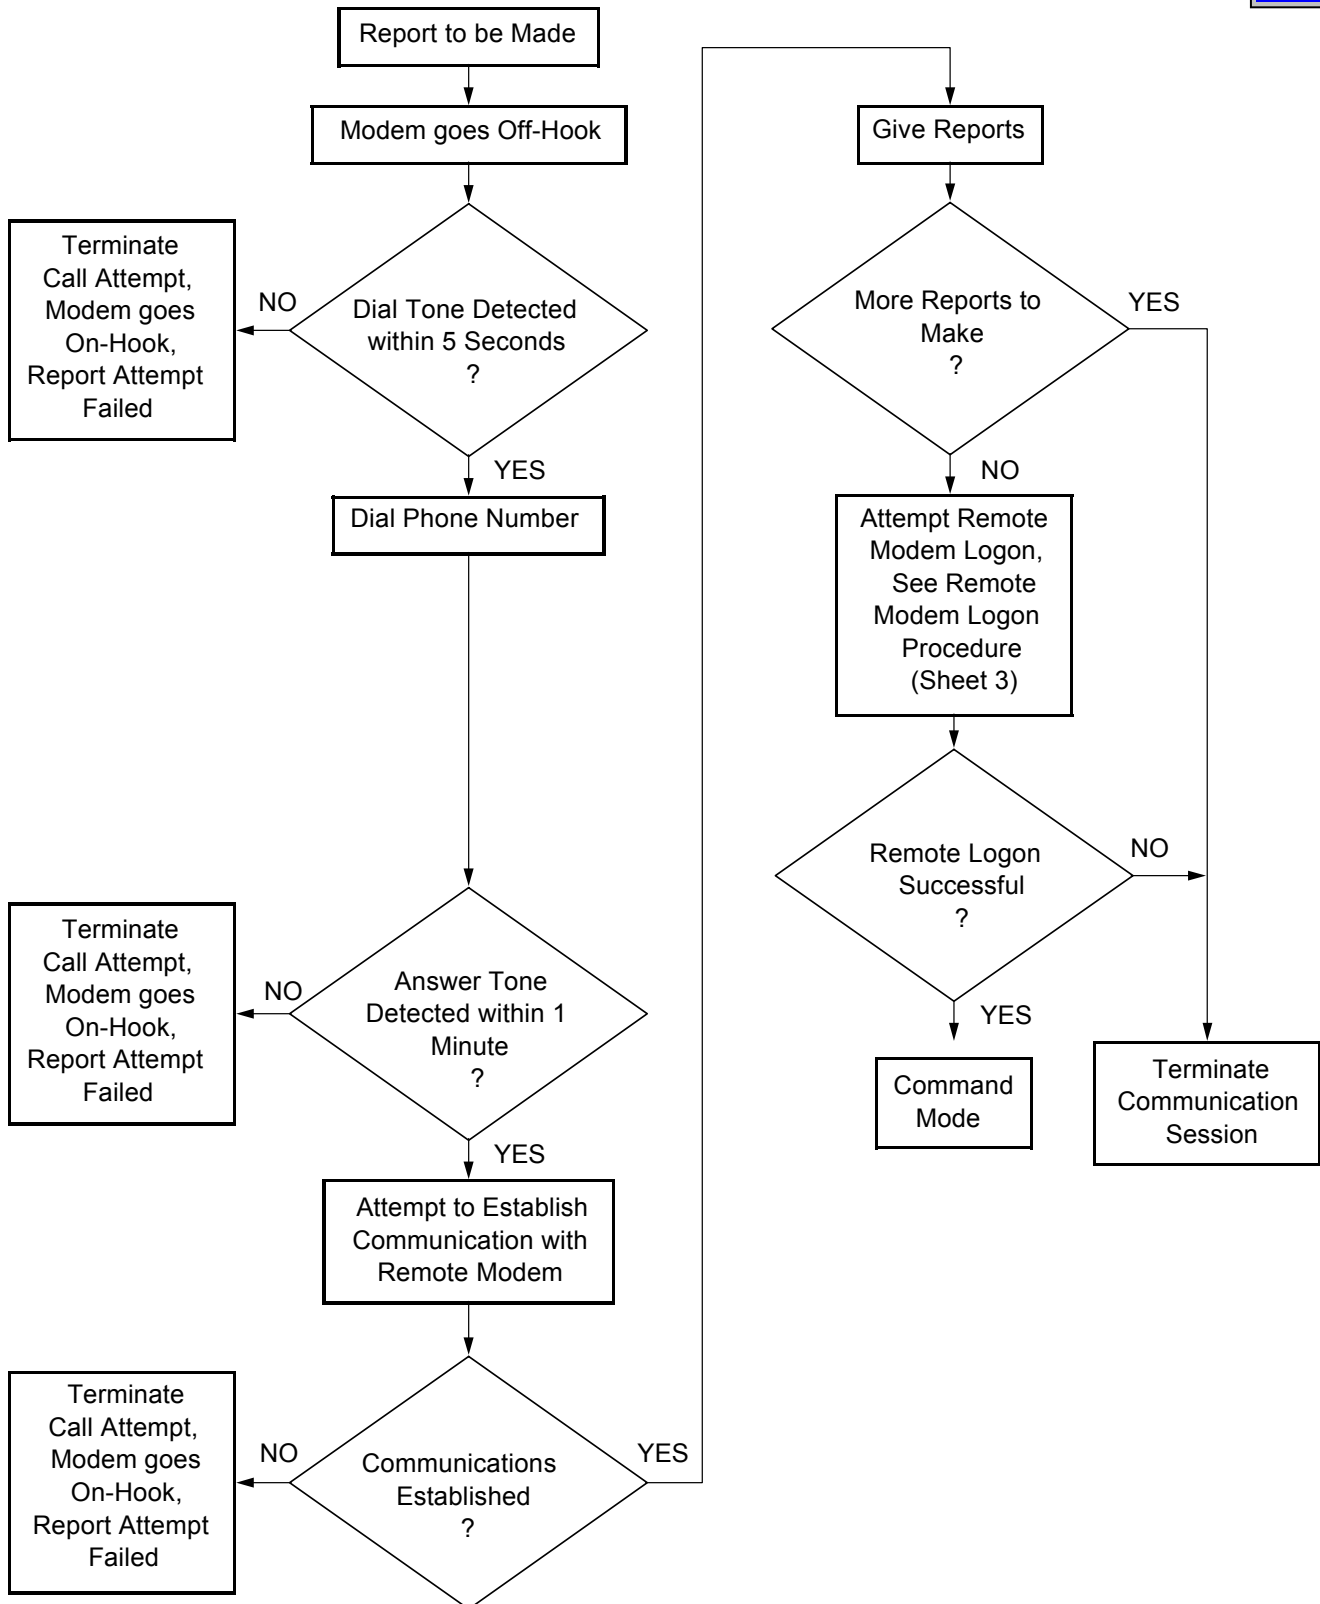 Report to be Made
Modem goes Off-Hook
Terminate
Call Attempt,
Modem goes
On-Hook,
Report Attempt
Failed
NO
Dial Tone Detected
within 5 Seconds
?
YES
Dial Phone Number
Terminate
Call Attempt,
Modem goes
On-Hook,
Report Attempt
Failed
NO
Answer Tone
Detected within 1
Minute
?
YES
Attempt to Establish
Communication with
Remote Modem
Terminate
Call Attempt,
Modem goes
On-Hook,
Report Attempt
Failed
NO
Communications
Established
?
YES
Give Reports
More Reports to
Make
?
YES
NO
Attempt Remote
Modem Logon,
See Remote
Modem Logon
Procedure
(Sheet 3)
Remote Logon
Successful
?
NO
YES
Command
Mode
Terminate
Communication
Session